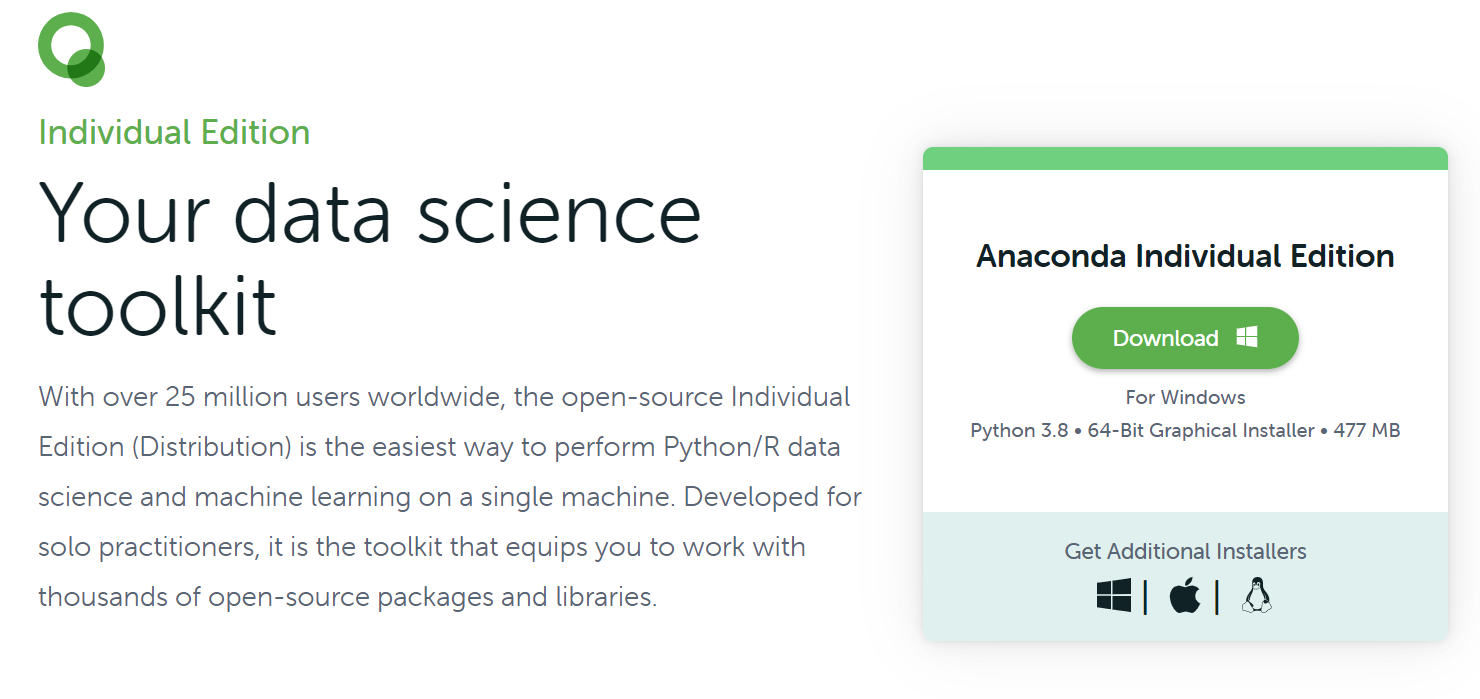 Individual Edition
Your data science
toolkit
With over 25 million users worldwide, the open-source Individual
Edition (Distribution) is the easiest way to perform Python/R data
science and machine learning on a single machine. Developed for
solo practitioners, it is the toolkit that equips you to work with
thousands of open-source packages and libraries.
Anaconda Individual Edition
Download
For Windows
Python 3.8 • 64-Bit Graphical Installer • 477 MB
Get Additional Installers